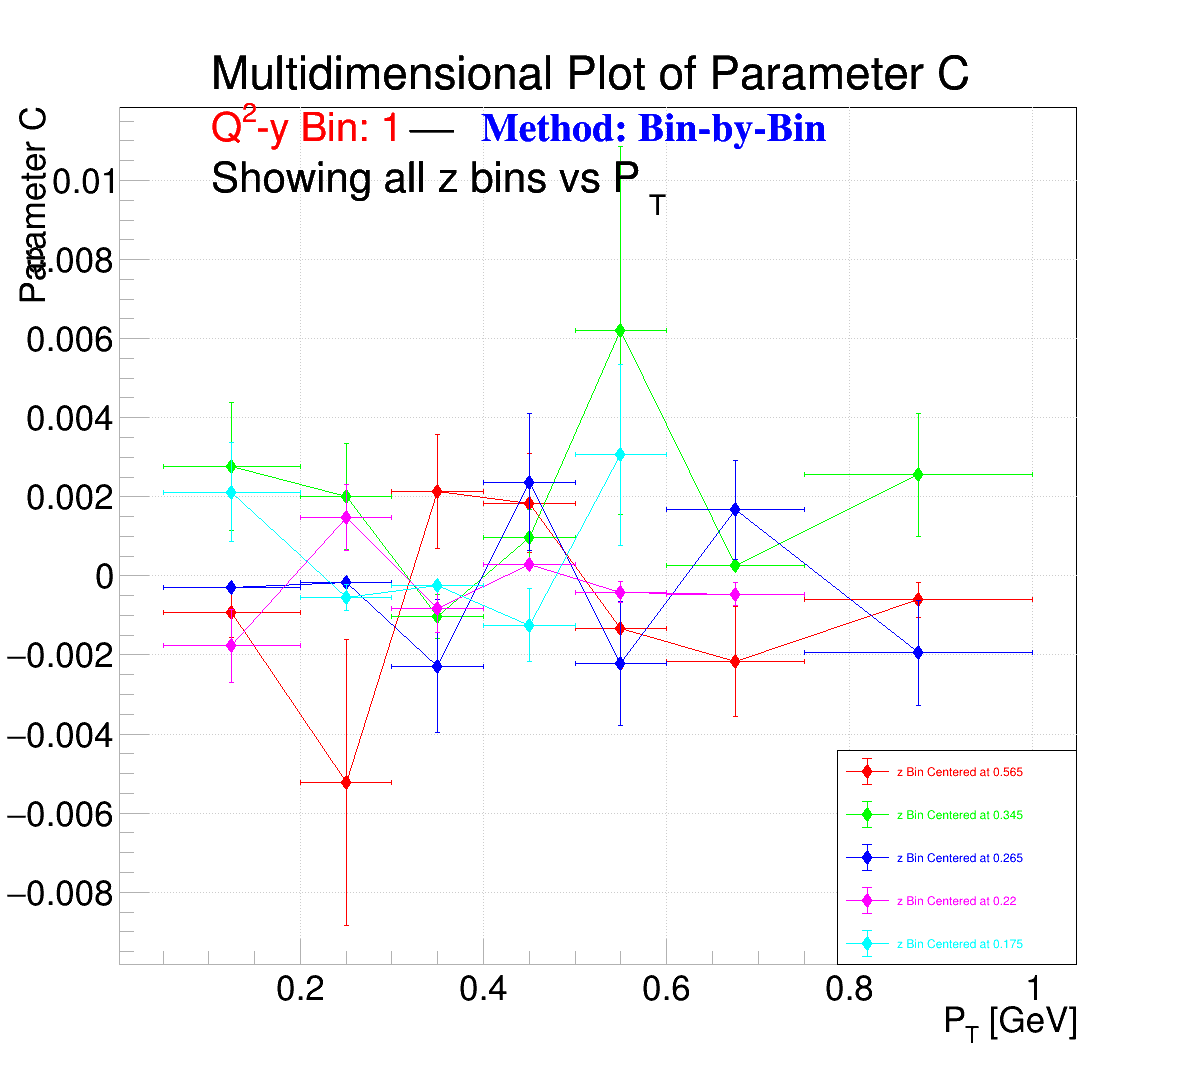 Multidimensional Plot of Parameter C
Q²-y Bin: 1 — Method: Bin-by-Bin
Showing all z bins vs P_T
Parameter C
0.01
0.008
0.006
0.004
0.002
0
−0.002
−0.004
−0.006
−0.008
z Bin Centered at 0.565
z Bin Centered at 0.345
z Bin Centered at 0.265
z Bin Centered at 0.22
z Bin Centered at 0.175
0.2 0.4 0.6 0.8 1
P_T [GeV]